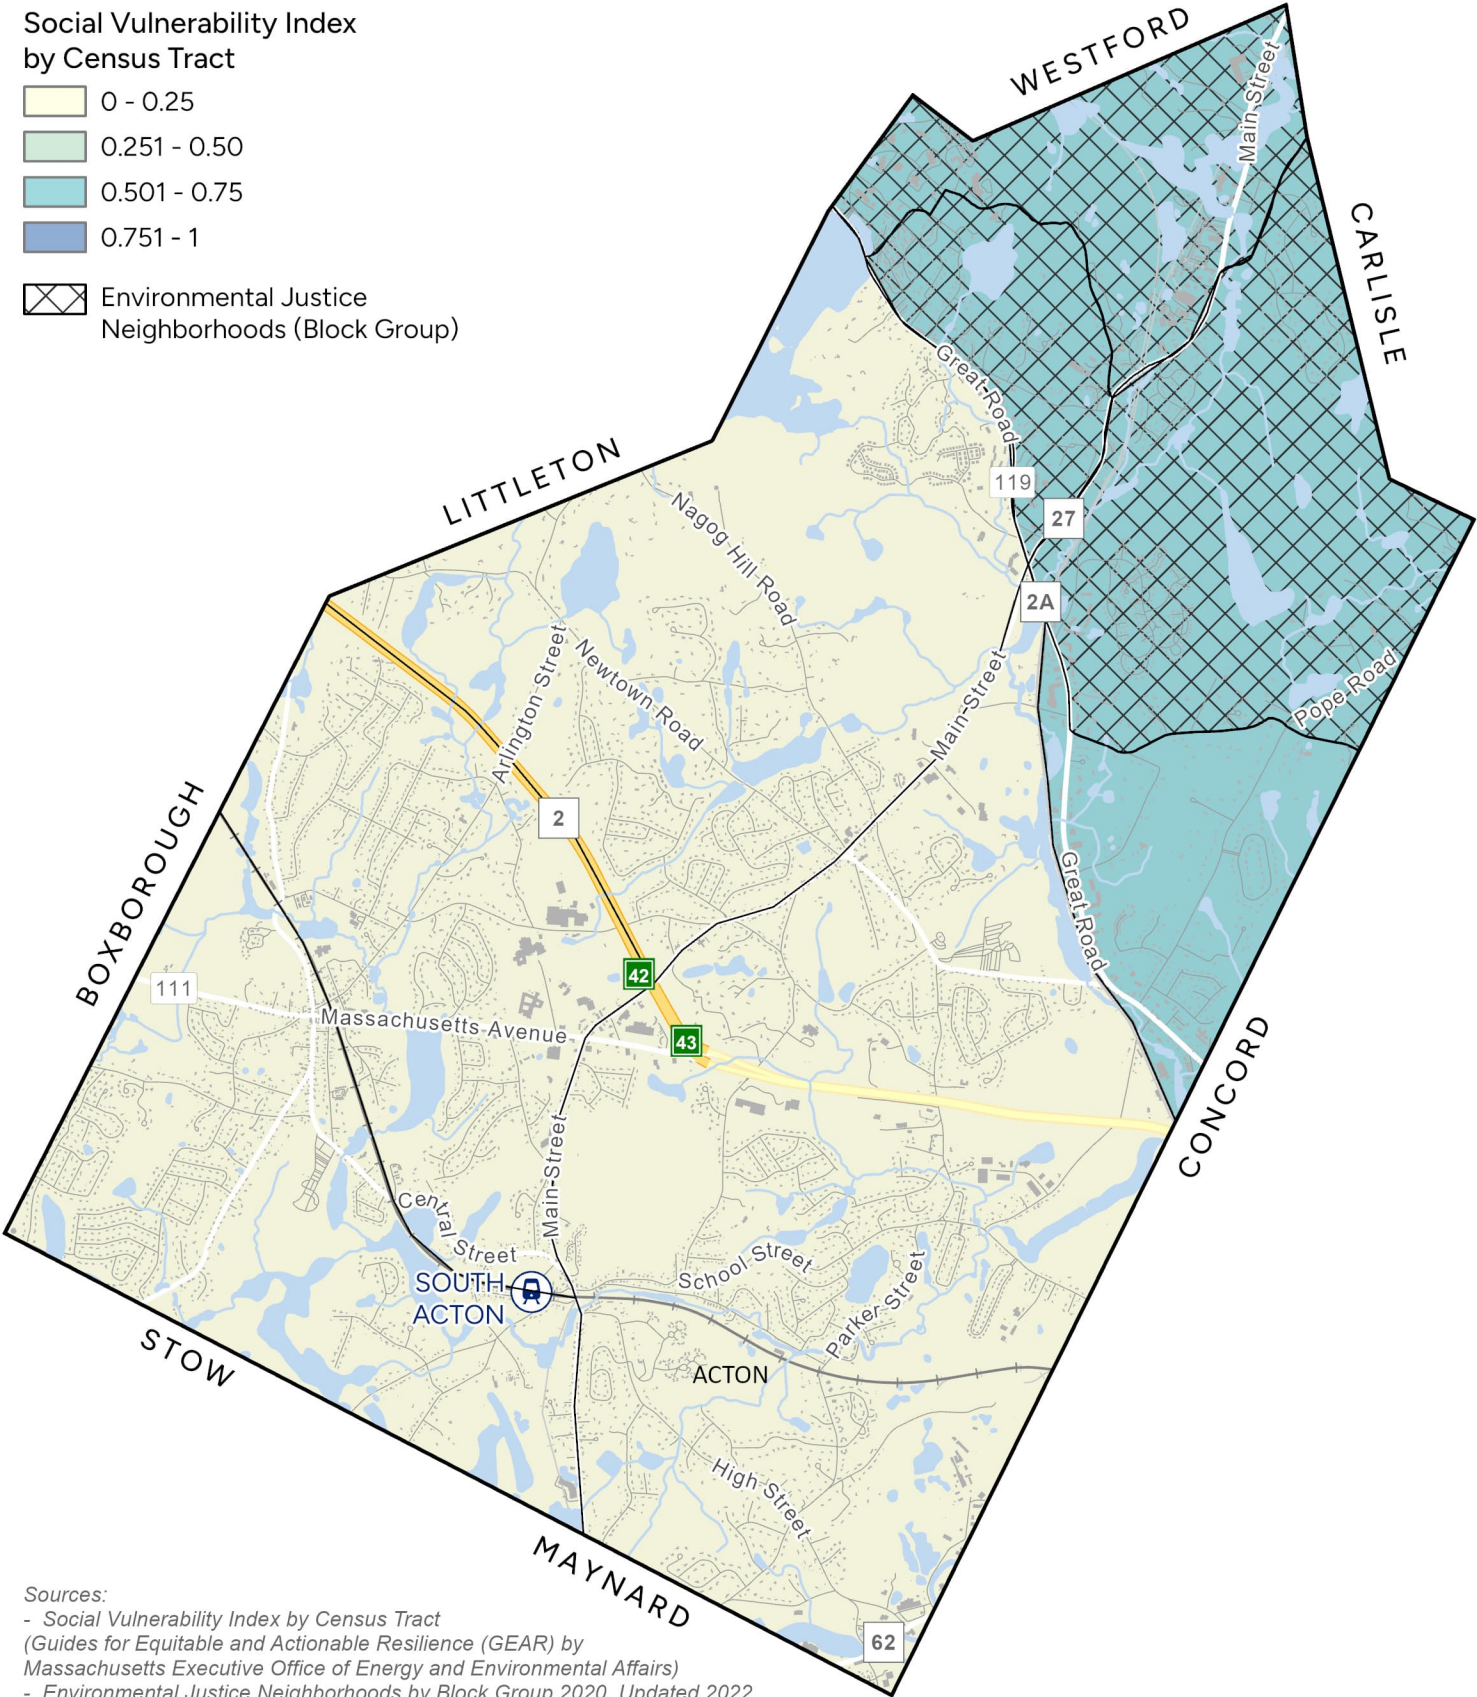 Social Vulnerability Index
by Census Tract
0 - 0.25
0.251 - 0.50
0.501 - 0.75
0.751 - 1
Environmental Justice
Neighborhoods (Block Group)
WESTFORD
Main Street
CARLISLE
Great Road
LITTLETON
119
Nagog Hill Road
27
2A
Arlington Street
Newtown Road
Main Street
Pope Road
BOXBOROUGH
2
Great Road
42
111
Massachusetts Avenue
43
CONCORD
Main Street
Central Street
SOUTH
ACTON
School Street
Parker Street
STOW
ACTON
High Street
MAYNARD
62
Sources:
- Social Vulnerability Index by Census Tract
(Guides for Equitable and Actionable Resilience (GEAR) by
Massachusetts Executive Office of Energy and Environmental Affairs)
- Environmental Justice Neighborhoods by Block Group 2020, Updated 2022